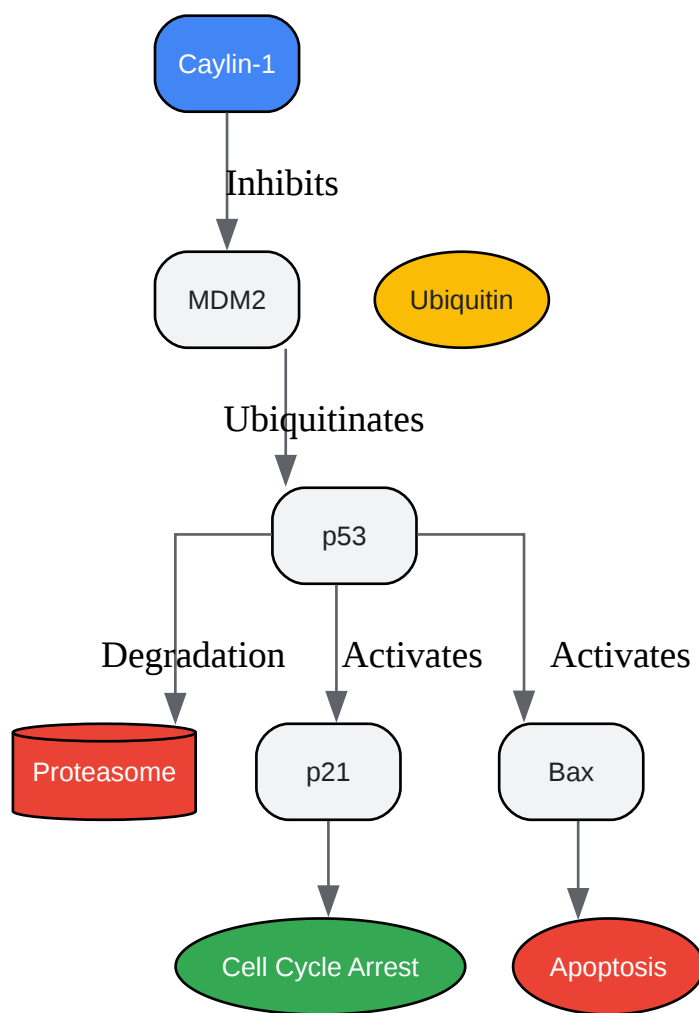 Caylin-1
Inhibits
MDM2
Ubiquitin
Ubiquitinates
p53
Degradation
Activates
Activates
Proteasome
p21
Bax
Cell Cycle Arrest
Apoptosis